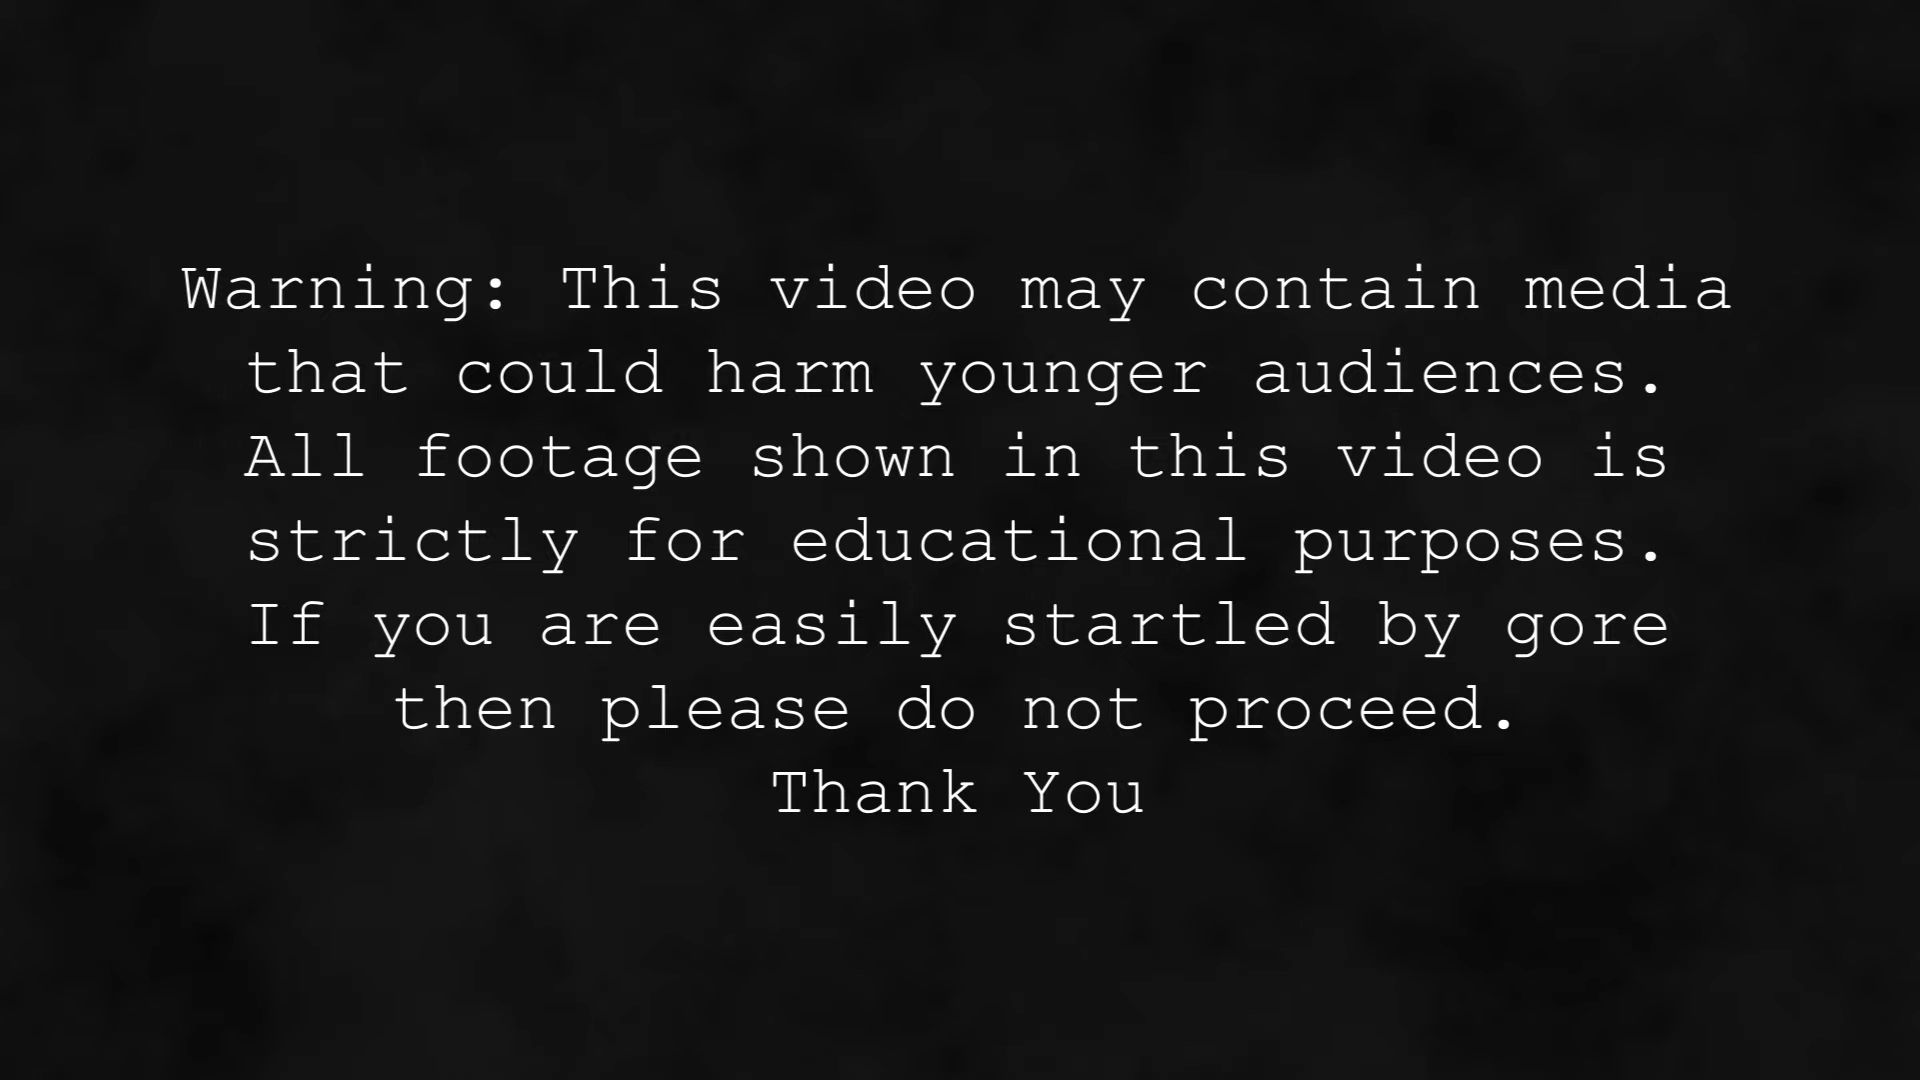 Warning: This video may contain media
that could harm younger audiences.
All footage shown in this video is
strictly for educational purposes.
If you are easily startled by gore
then please do not proceed.
Thank You